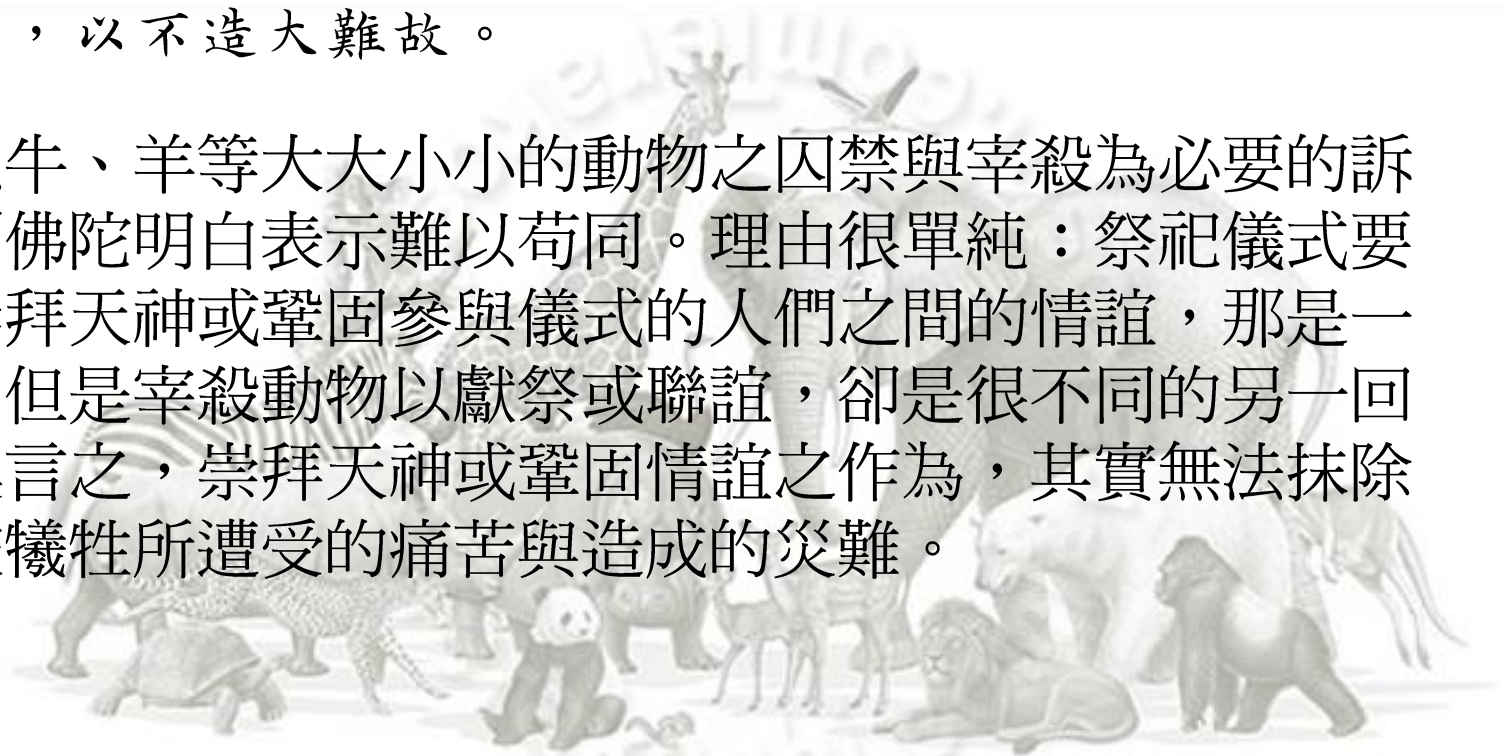 ，以不造大難故。
牛、羊等大大小小的動物之囚禁與宰殺為必要的訴
佛陀明白表示難以苟同。理由很單純：祭祀儀式要
拜天神或鞏固參與儀式的人們之間的情誼，那是一
但是宰殺動物以獻祭或聯誼，卻是很不同的另一回
言之，崇拜天神或鞏固情誼之作為，其實無法抹除
犧牲所遭受的痛苦與造成的災難。